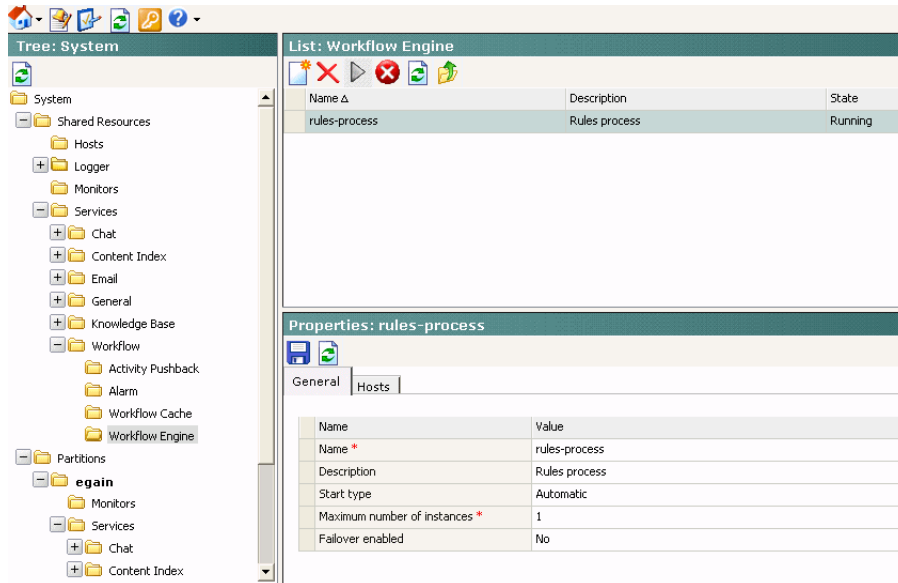 Tree: System
System
Shared Resources
Hosts
Logger
Monitors
Services
Chat
Content Index
Email
General
Knowledge Base
Workflow
Activity Pushback
Alarm
Workflow Cache
Workflow Engine
Partitions
egain
Monitors
Services
Chat
Content Index
List: Workflow Engine
Name Description State
rules-process Rules process Running
Properties: rules-process
General Hosts
Name Value
Name * rules-process
Description Rules process
Start type Automatic
Maximum number of instances * 1
Failover enabled No